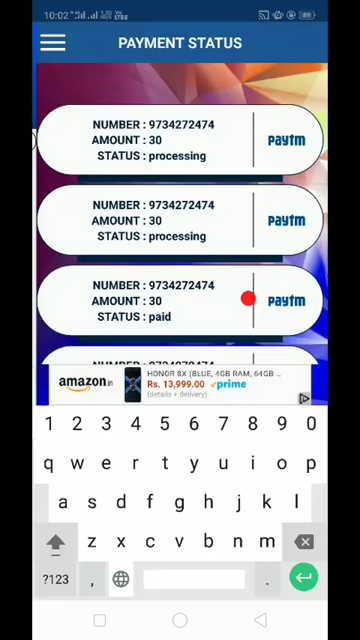 10:02
89
PAYMENT STATUS
NUMBER : 9734272474
AMOUNT : 30
STATUS : processing
Paytm
NUMBER : 9734272474
AMOUNT : 30
STATUS : processing
Paytm
NUMBER : 9734272474
AMOUNT : 30
STATUS : paid
Paytm
amazon.in
HONOR 8X (BLUE, 4GB RAM, 64GB ...
Rs. 13,999.00 prime
(details + delivery)
1 2 3 4 5 6 7 8 9 0
q w e r t y u i o p
a s d f g h j k l
z x c v b n m
?123 , .